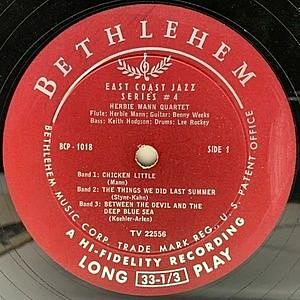 BETHLEHEM
EAST COAST JAZZ
SERIES #4
HERBIE MANN QUARTET
Flute: Herbie Mann; Guitar: Benny Weeks
Bass: Keith Hodgson; Drums: Lee Rockey
BCP - 1018
SIDE 1
Band 1: CHICKEN LITTLE
(Mann)
Band 2: THE THINGS WE DID LAST SUMMER
(Styne-Kahn)
Band 3: BETWEEN THE DEVIL AND THE
DEEP BLUE SEA
(Koehler-Arlen)
TV 22556
BETHLEHEM MUSIC CORP. TRADE MARK REG., U.S. PATENT OFFICE
A HI-FIDELITY RECORDING
LONG 33-1/3 PLAY